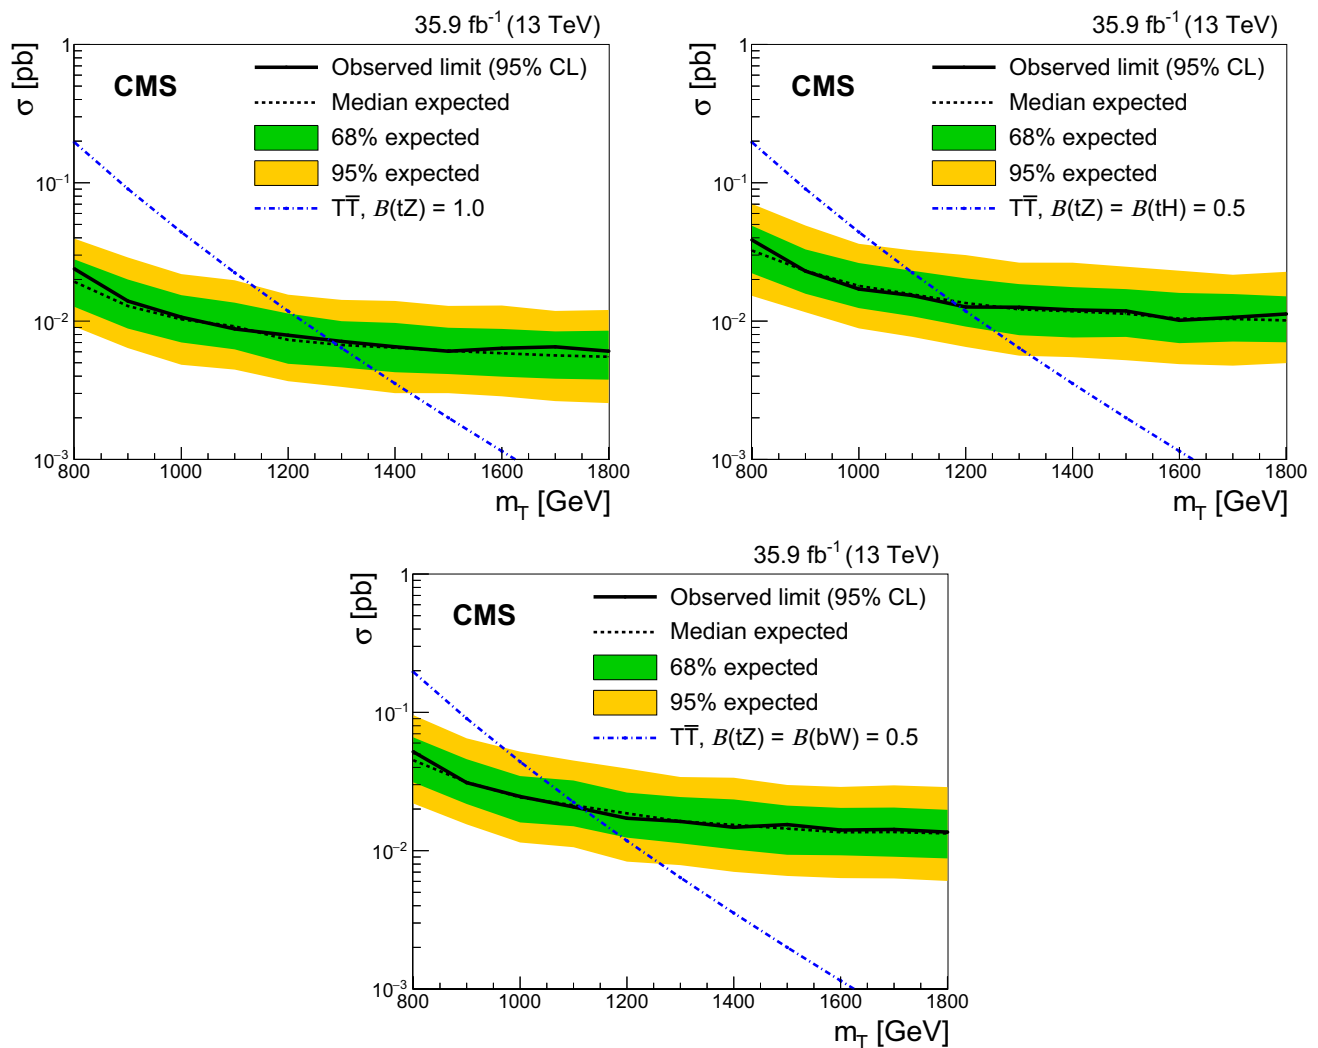 35.9 fb⁻¹ (13 TeV)
σ [pb]
CMS
Observed limit (95% CL)
Median expected
68% expected
95% expected
TT̅, B(tZ) = 1.0
1
10⁻¹
10⁻²
10⁻³
800 1000 1200 1400 1600 1800
m_T [GeV]
35.9 fb⁻¹ (13 TeV)
σ [pb]
CMS
Observed limit (95% CL)
Median expected
68% expected
95% expected
TT̅, B(tZ) = B(tH) = 0.5
1
10⁻¹
10⁻²
10⁻³
800 1000 1200 1400 1600 1800
m_T [GeV]
35.9 fb⁻¹ (13 TeV)
σ [pb]
CMS
Observed limit (95% CL)
Median expected
68% expected
95% expected
TT̅, B(tZ) = B(bW) = 0.5
1
10⁻¹
10⁻²
10⁻³
800 1000 1200 1400 1600 1800
m_T [GeV]